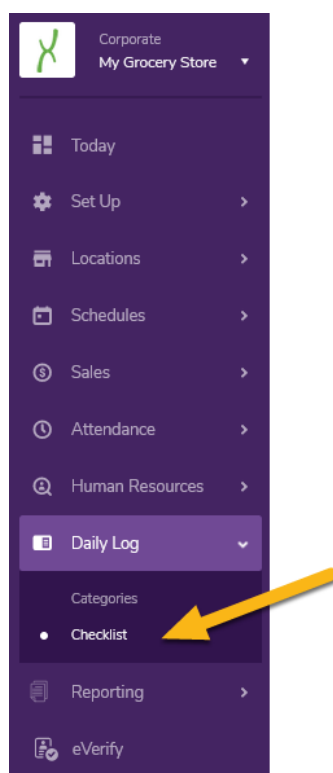 Corporate
My Grocery Store
Today
Set Up
Locations
Schedules
Sales
Attendance
Human Resources
Daily Log
Categories
Checklist
Reporting
eVerify